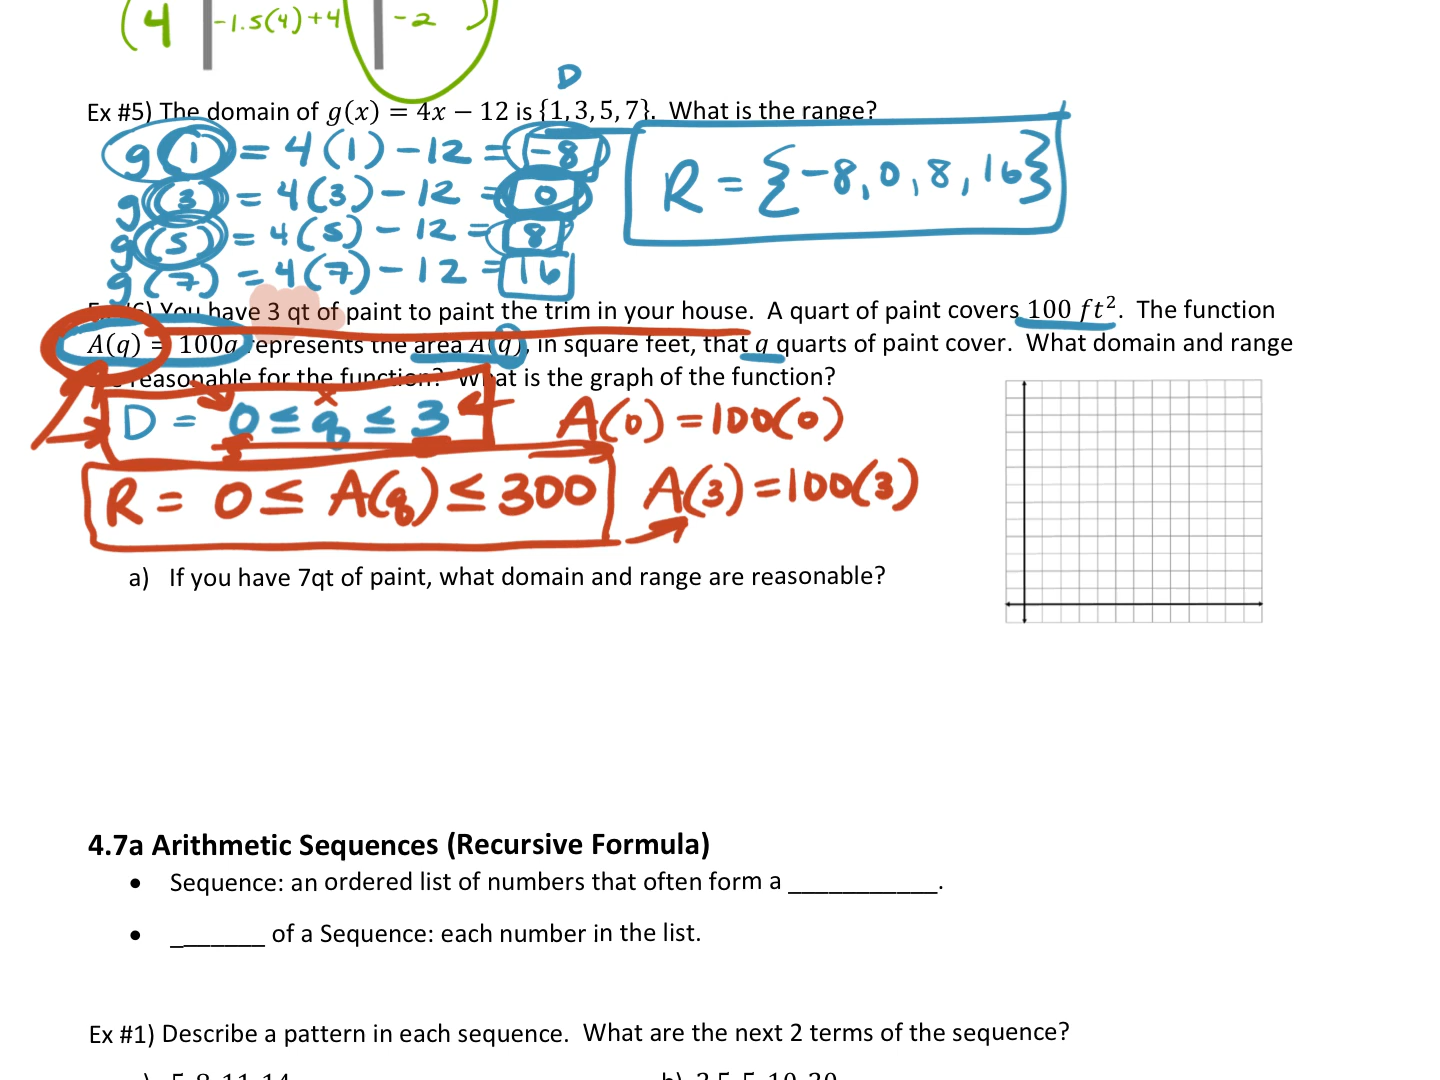 (4 | -1.5(4)+4 | -2 )
D
Ex #5) The domain of g(x) = 4x − 12 is {1, 3, 5, 7}. What is the range?
g(1) = 4(1) - 12 = -8
R = {-8, 0, 8, 16}
g(3) = 4(3) - 12 = 0
g(5) = 4(5) - 12 = 8
g(7) = 4(7) - 12 = 16
You have 3 qt of paint to paint the trim in your house. A quart of paint covers 100 ft². The function
A(q) = 100q represents the area A(q), in square feet, that q quarts of paint cover. What domain and range
reasonable for the function? What is the graph of the function?
x
D = 0 ≤ q ≤ 3 A(0) = 100(0)
R = 0 ≤ A(q) ≤ 300 A(3) = 100(3)
a) If you have 7qt of paint, what domain and range are reasonable?
4.7a Arithmetic Sequences (Recursive Formula)
• Sequence: an ordered list of numbers that often form a ___________.
• _______ of a Sequence: each number in the list.
Ex #1) Describe a pattern in each sequence. What are the next 2 terms of the sequence?